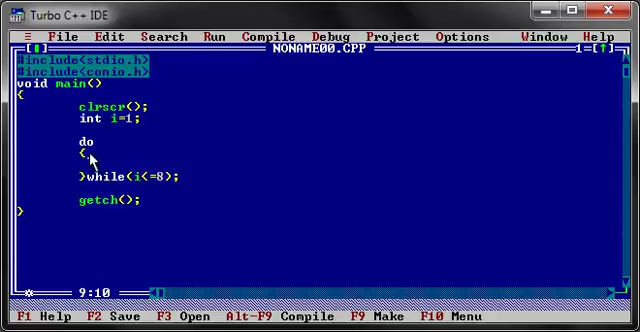 Turbo C++ IDE
≡ File Edit Search Run Compile Debug Project Options Window Help
[■] NONAME00.CPP 1=[↑]
#include<stdio.h>
#include<conio.h>
void main()
{
clrscr();
int i=1;
do
{
}while(i<=8);
getch();
}
9:10
F1 Help F2 Save F3 Open Alt-F9 Compile F9 Make F10 Menu